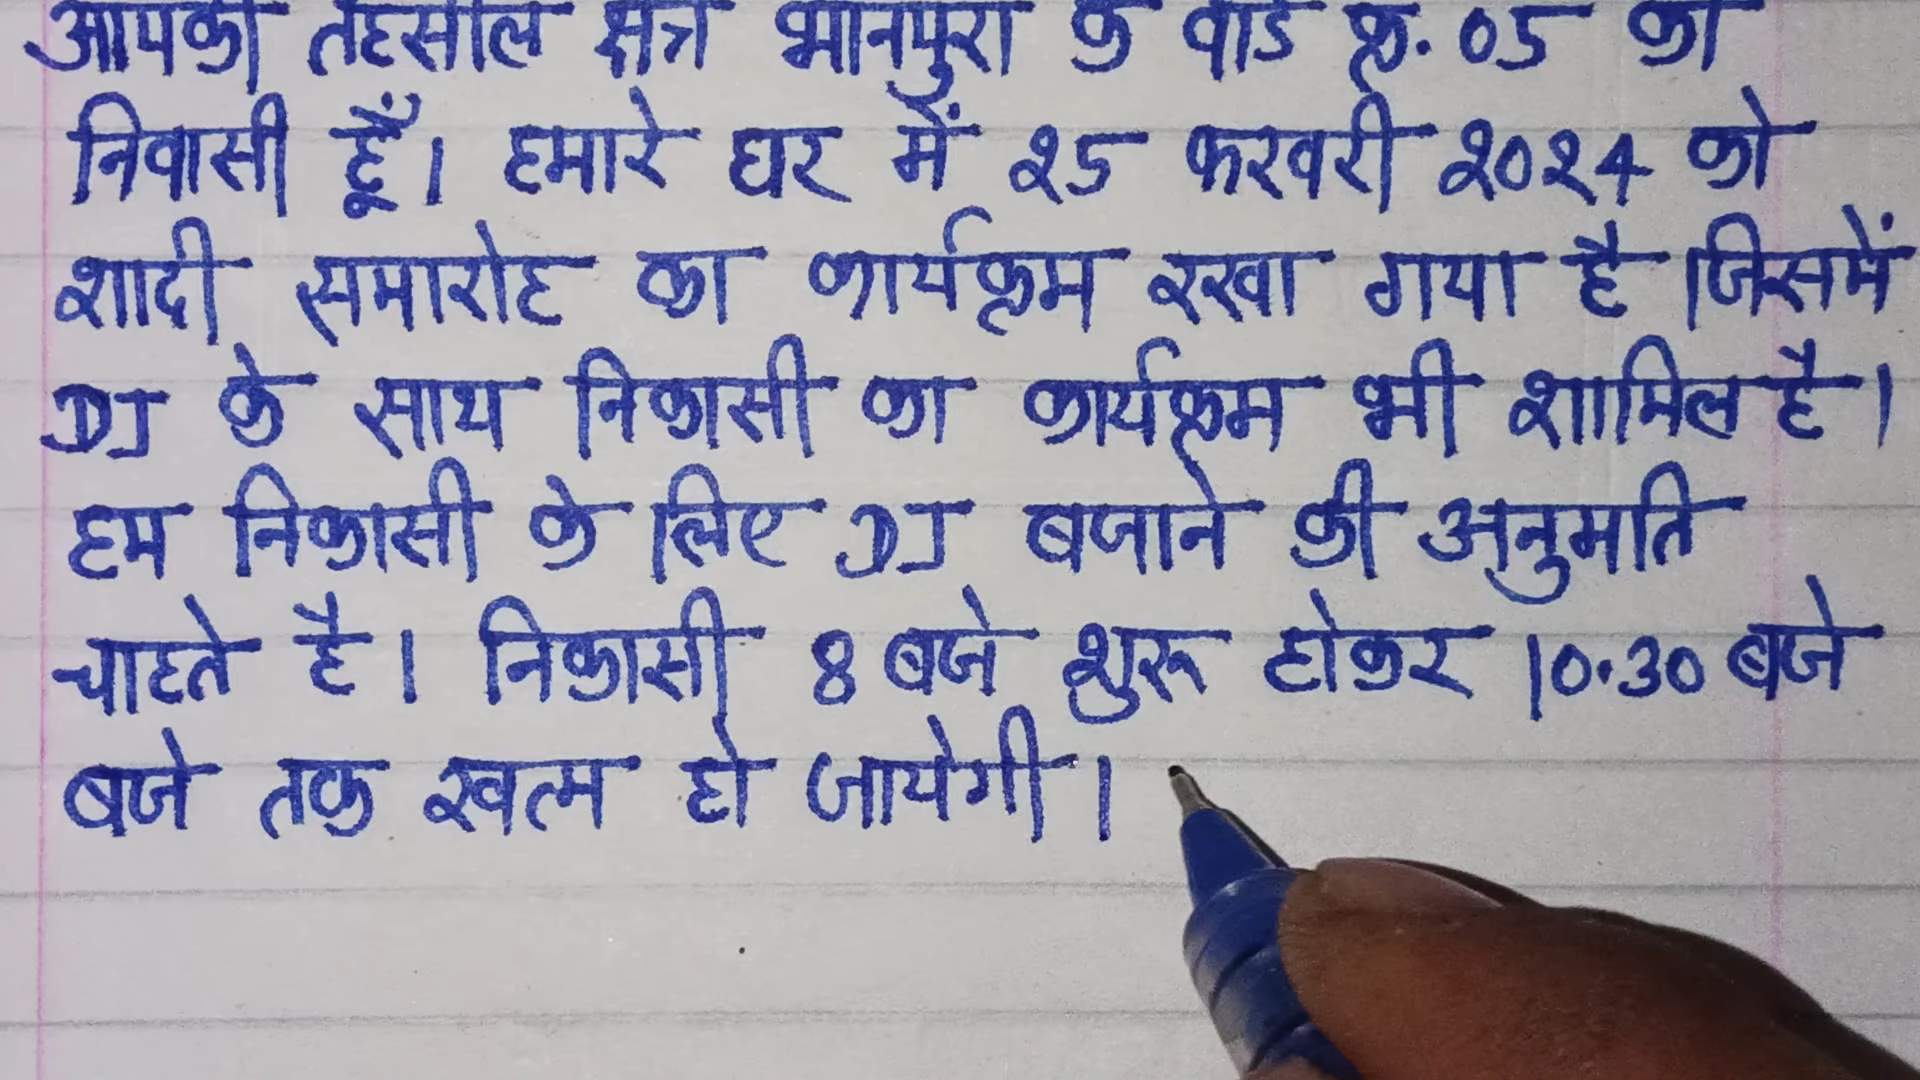 आपकी तहसील क्षेत्र भानपुरा के वार्ड क्र. 05 का
निवासी हूँ। हमारे घर में 25 फरवरी 2024 को
शादी समारोह का कार्यक्रम रखा गया है जिसमें
DJ के साथ निकासी का कार्यक्रम भी शामिल है।
हम निकासी के लिए DJ बजाने की अनुमति
चाहते है। निकासी 8 बजे शुरू होकर 10.30 बजे
बजे तक खत्म हो जायेगी।